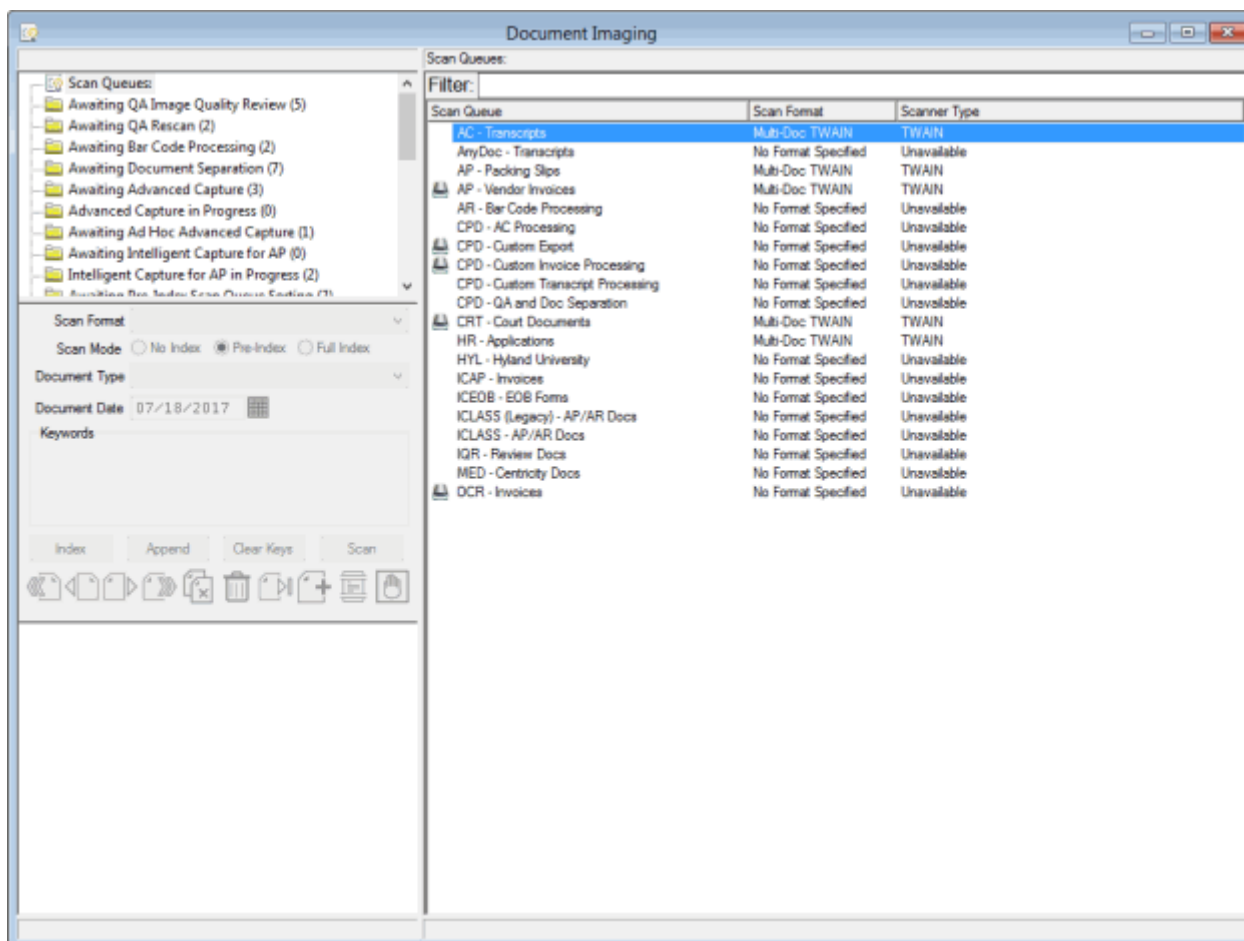 Document Imaging
Scan Queues:
Scan Queues:
Awaiting QA Image Quality Review (5)
Awaiting QA Rescan (2)
Awaiting Bar Code Processing (2)
Awaiting Document Separation (7)
Awaiting Advanced Capture (3)
Advanced Capture in Progress (0)
Awaiting Ad Hoc Advanced Capture (1)
Awaiting Intelligent Capture for AP (0)
Intelligent Capture for AP in Progress (2)
Awaiting Pre-Index Scan Queue Sorting
Scan Format
Scan Mode No Index Pre-Index Full Index
Document Type
Document Date 07/18/2017
Keywords
Index Append Clear Keys Scan
Filter:
Scan Queue Scan Format Scanner Type
AC - Transcripts Multi-Doc TWAIN TWAIN
AnyDoc - Transcripts No Format Specified Unavailable
AP - Packing Slips Multi-Doc TWAIN TWAIN
AP - Vendor Invoices Multi-Doc TWAIN TWAIN
AR - Bar Code Processing No Format Specified Unavailable
CPD - AC Processing No Format Specified Unavailable
CPD - Custom Export No Format Specified Unavailable
CPD - Custom Invoice Processing No Format Specified Unavailable
CPD - Custom Transcript Processing No Format Specified Unavailable
CPD - QA and Doc Separation No Format Specified Unavailable
CRT - Court Documents Multi-Doc TWAIN TWAIN
HR - Applications Multi-Doc TWAIN TWAIN
HYL - Hyland University No Format Specified Unavailable
ICAP - Invoices No Format Specified Unavailable
ICEOB - EOB Forms No Format Specified Unavailable
ICLASS (Legacy) - AP/AR Docs No Format Specified Unavailable
ICLASS - AP/AR Docs No Format Specified Unavailable
IQR - Review Docs No Format Specified Unavailable
MED - Centricity Docs No Format Specified Unavailable
OCR - Invoices No Format Specified Unavailable